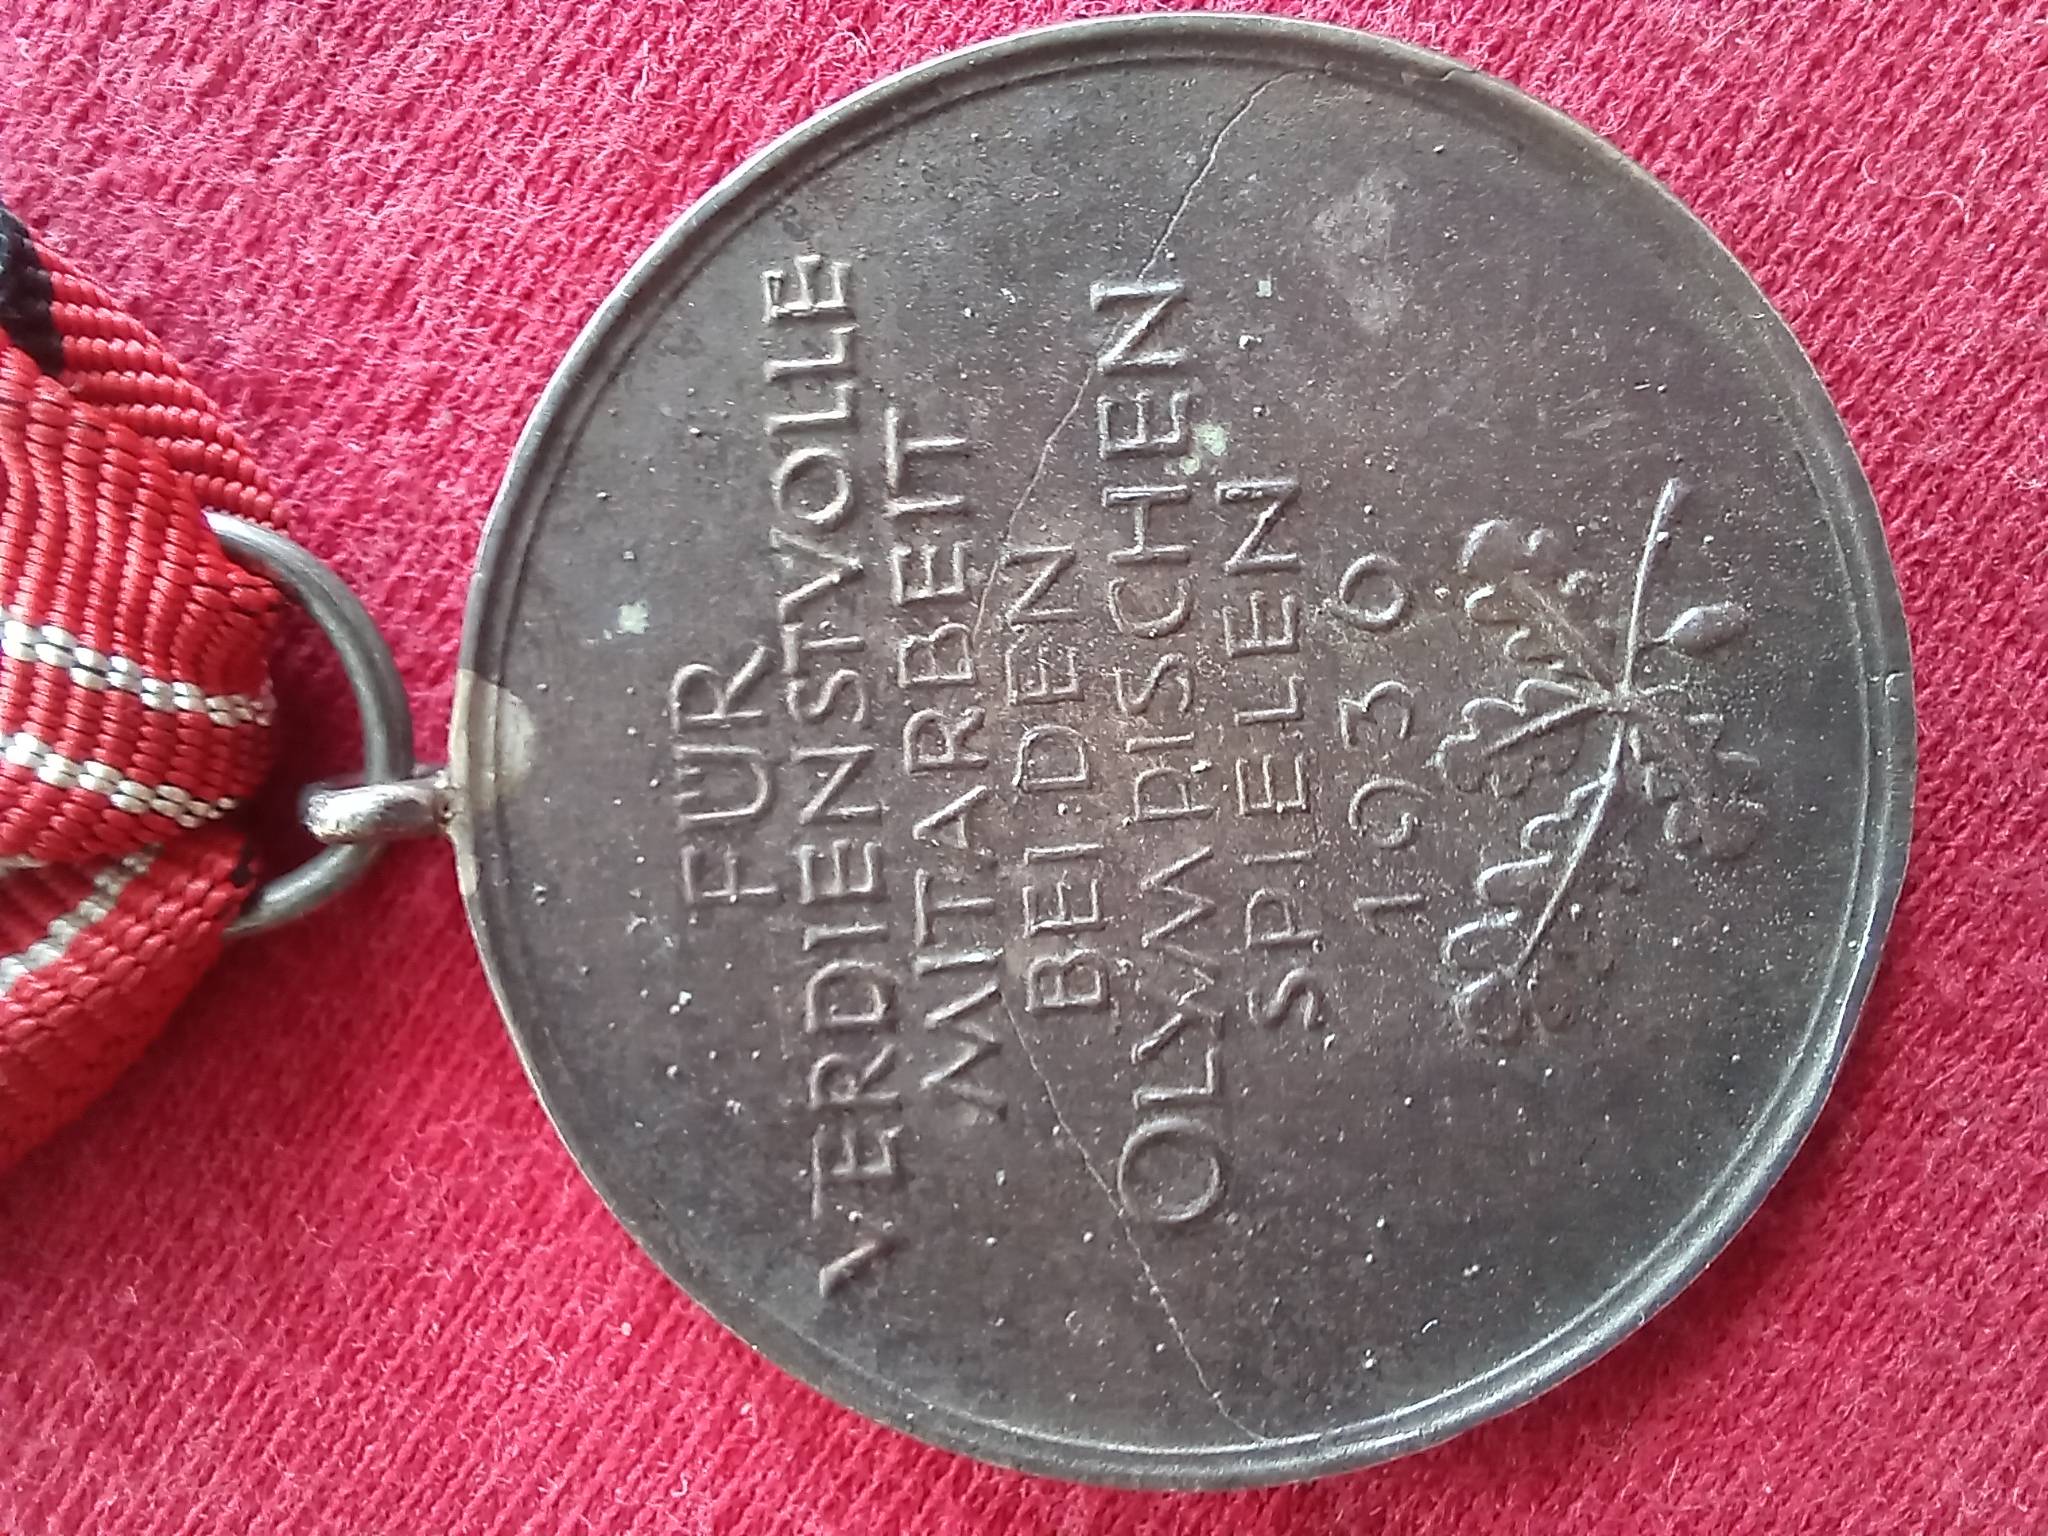 FÜR
VERDIENSTVOLLE
MITARBEIT
BEI DEN
OLYMPISCHEN
SPIELEN
1936